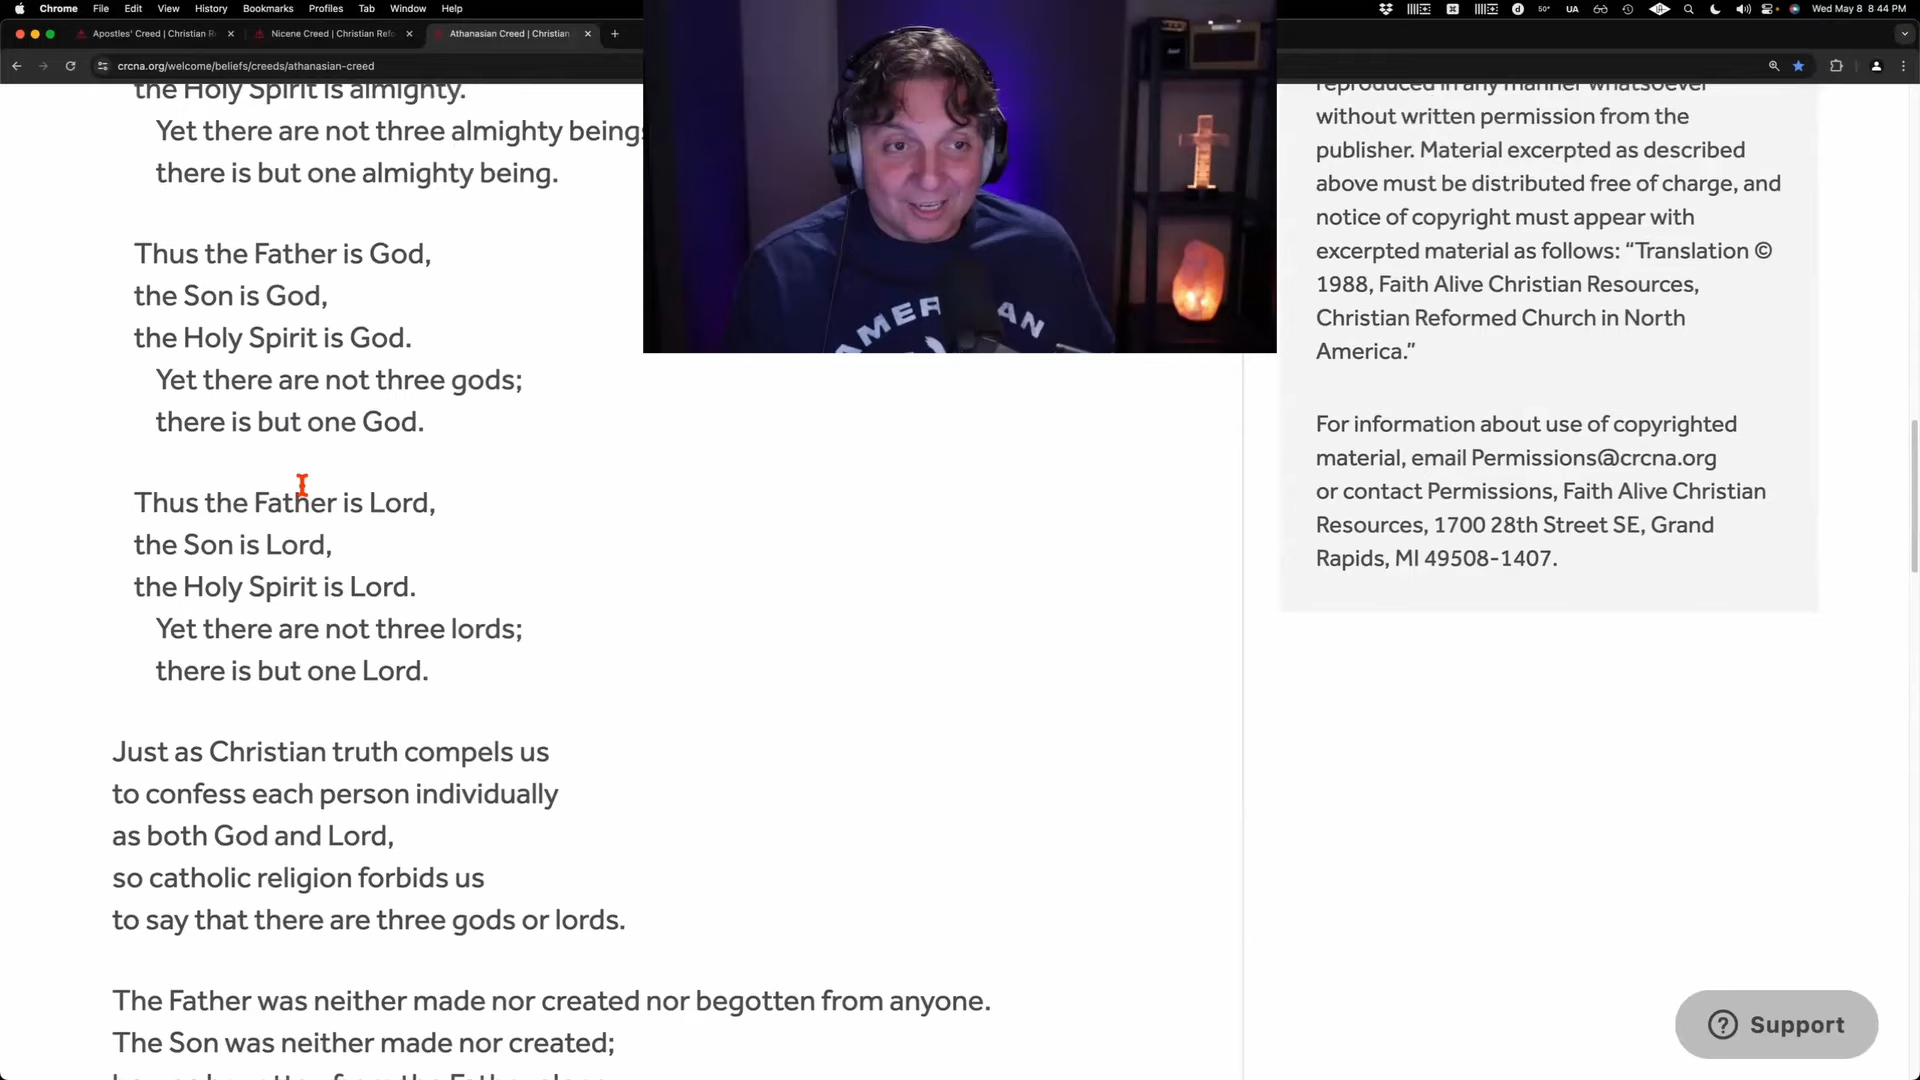 Chrome File Edit View History Bookmarks Profiles Tab Window Help
50° UA Wed May 8 8:44 PM
Apostles' Creed | Christian R
Nicene Creed | Christian Refo
Athanasian Creed | Christian
crcna.org/welcome/beliefs/creeds/athanasian-creed
the Holy Spirit is almighty.
Yet there are not three almighty beings
there is but one almighty being.
Thus the Father is God,
the Son is God,
the Holy Spirit is God.
Yet there are not three gods;
there is but one God.
Thus the Father is Lord,
the Son is Lord,
the Holy Spirit is Lord.
Yet there are not three lords;
there is but one Lord.
Just as Christian truth compels us
to confess each person individually
as both God and Lord,
so catholic religion forbids us
to say that there are three gods or lords.
The Father was neither made nor created nor begotten from anyone.
The Son was neither made nor created;
AMER AN
reproduced in any manner whatsoever
without written permission from the
publisher. Material excerpted as described
above must be distributed free of charge, and
notice of copyright must appear with
excerpted material as follows: “Translation ©
1988, Faith Alive Christian Resources,
Christian Reformed Church in North
America.”
For information about use of copyrighted
material, email Permissions@crcna.org
or contact Permissions, Faith Alive Christian
Resources, 1700 28th Street SE, Grand
Rapids, MI 49508-1407.
Support